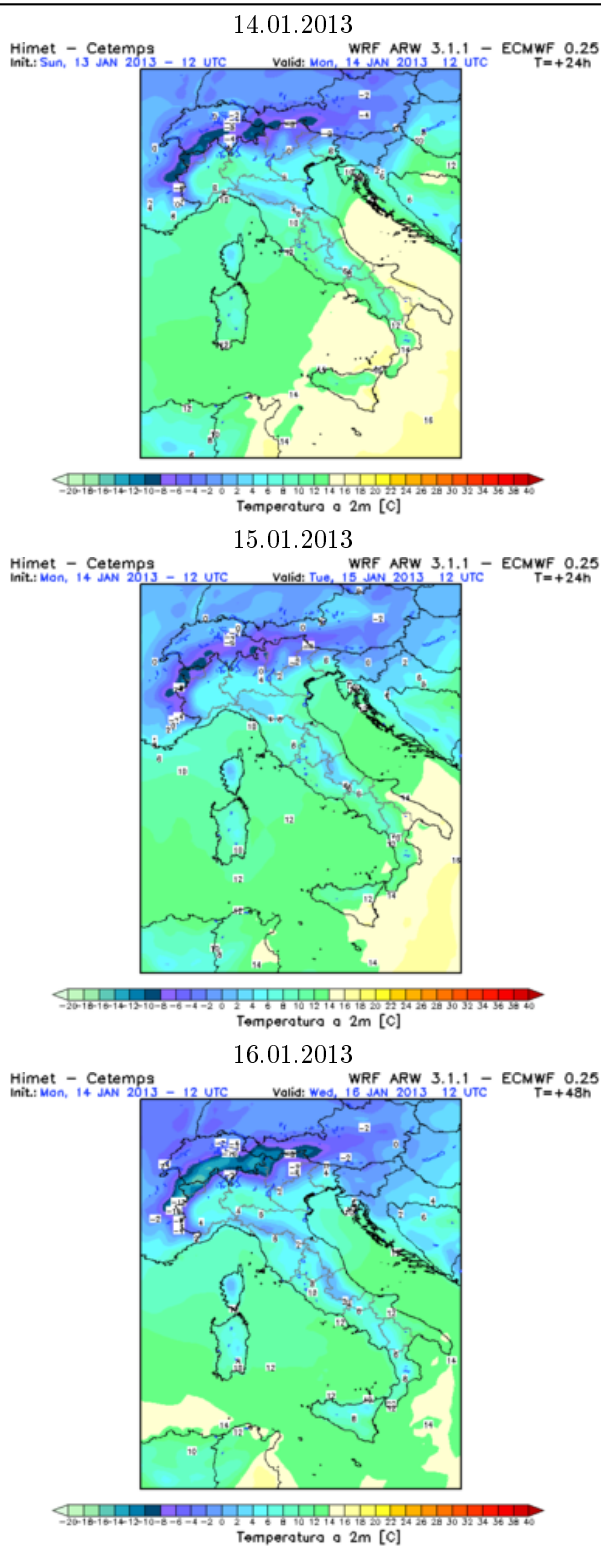 14.01.2013
Himet – Cetemps WRF ARW 3.1.1 – ECMWF 0.25
Init.: Sun, 13 JAN 2013 – 12 UTC Valid: Mon, 14 JAN 2013 12 UTC T=+24h
-20 -18 -16 -14 -12 -10 -8 -6 -4 -2 0 2 4 6 8 10 12 14 16 18 20 22 24 26 28 30 32 34 36 38 40
Temperatura a 2m [C]
15.01.2013
Himet – Cetemps WRF ARW 3.1.1 – ECMWF 0.25
Init.: Mon, 14 JAN 2013 – 12 UTC Valid: Tue, 15 JAN 2013 12 UTC T=+24h
-20 -18 -16 -14 -12 -10 -8 -6 -4 -2 0 2 4 6 8 10 12 14 16 18 20 22 24 26 28 30 32 34 36 38 40
Temperatura a 2m [C]
16.01.2013
Himet – Cetemps WRF ARW 3.1.1 – ECMWF 0.25
Init.: Mon, 14 JAN 2013 – 12 UTC Valid: Wed, 16 JAN 2013 12 UTC T=+48h
-20 -18 -16 -14 -12 -10 -8 -6 -4 -2 0 2 4 6 8 10 12 14 16 18 20 22 24 26 28 30 32 34 36 38 40
Temperatura a 2m [C]